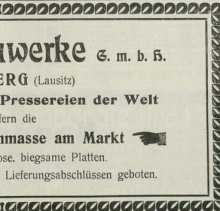 werke G. m. b. H.
ERG (Lausitz)
Pressereien der Welt
fern die
nmasse am Markt
ose, biegsame Platten.
Lieferungsabschlüssen geboten.